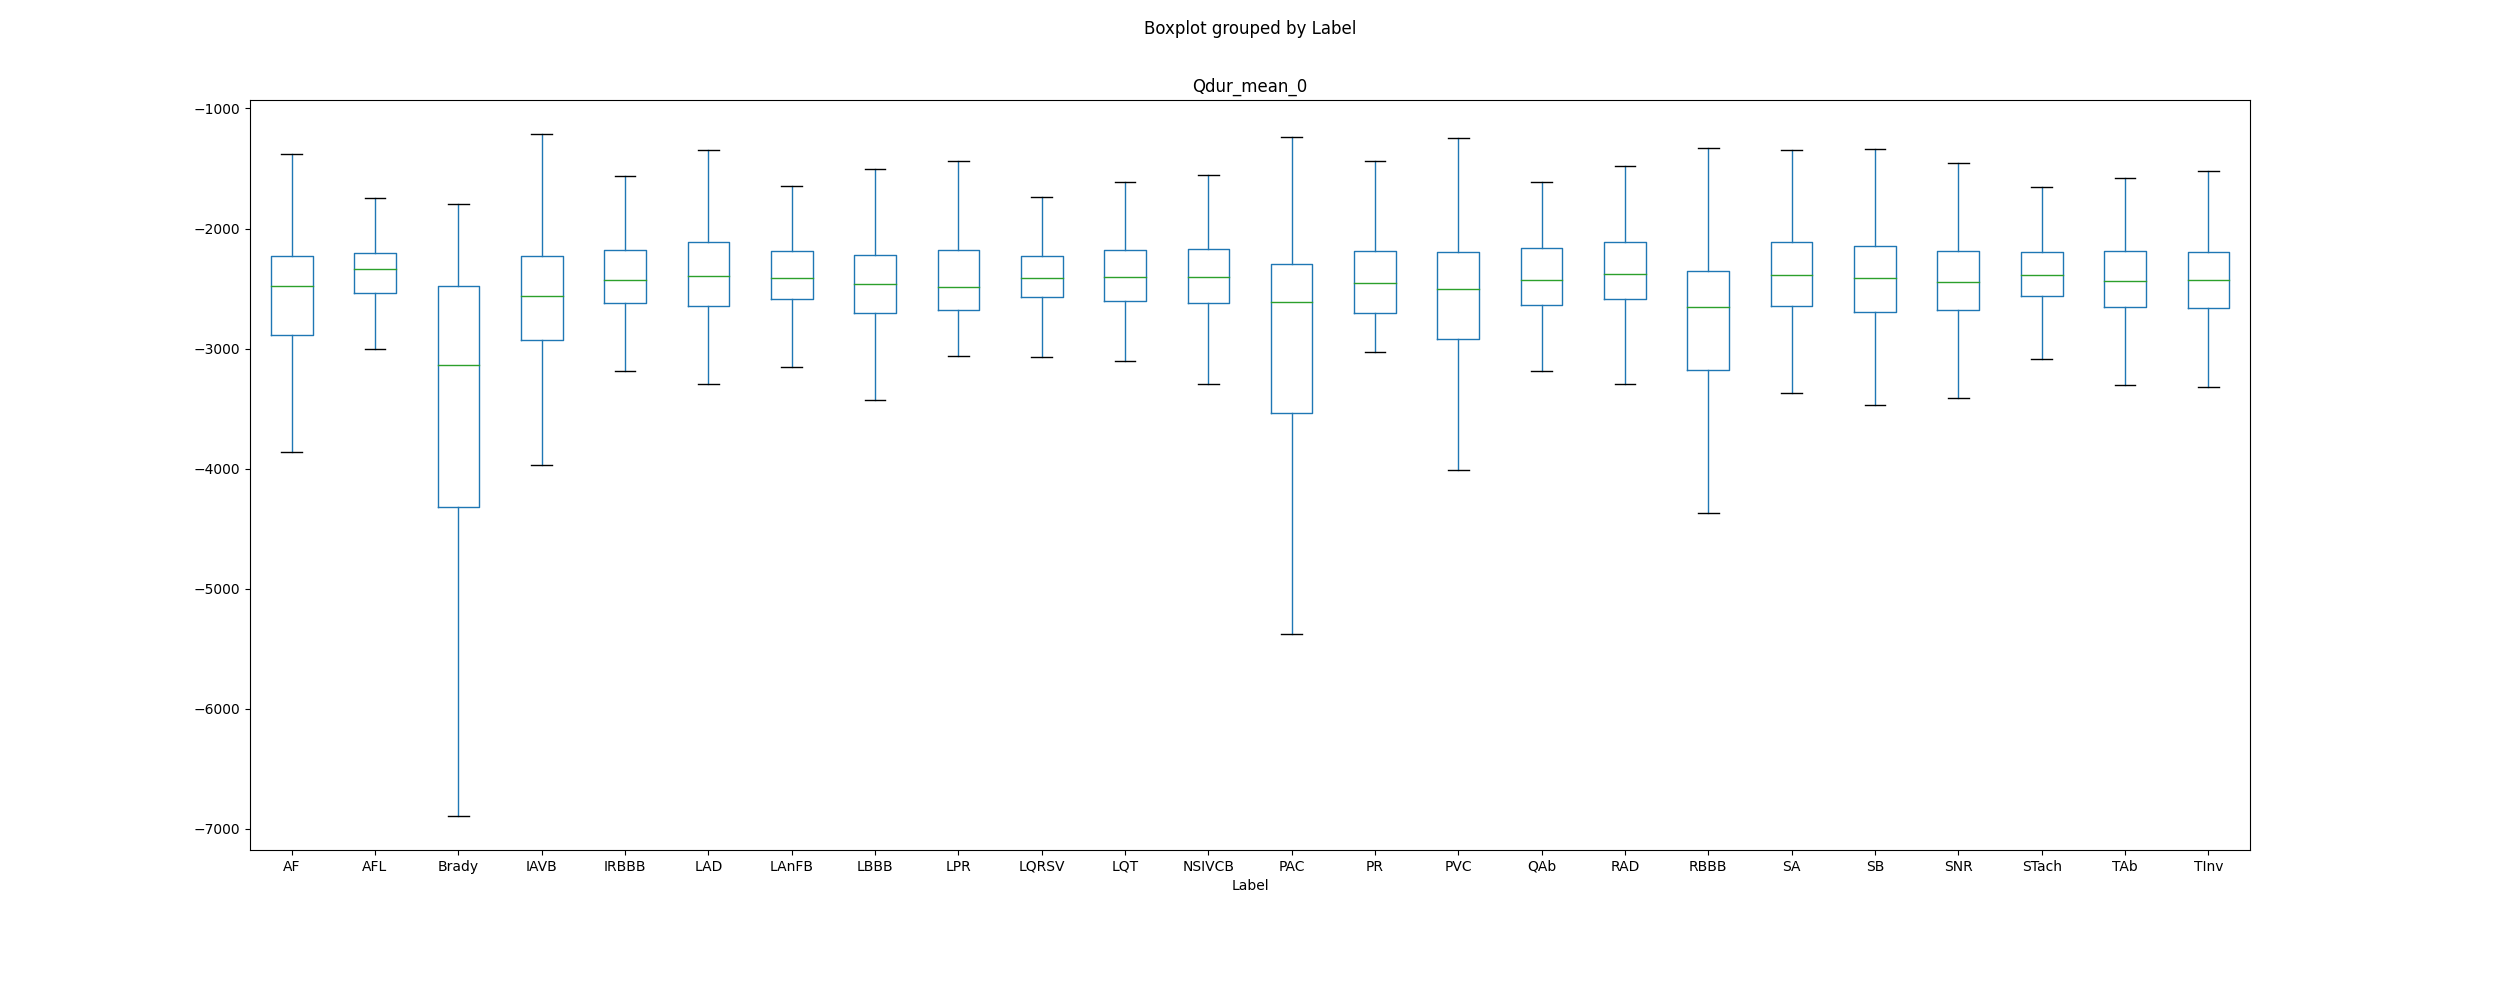 Boxplot grouped by Label
Qdur_mean_0
−1000
−2000
−3000
−4000
−5000
−6000
−7000
AF AFL Brady IAVB IRBBB LAD LAnFB LBBB LPR LQRSV LQT NSIVCB PAC PR PVC QAb RAD RBBB SA SB SNR STach TAb TInv
Label